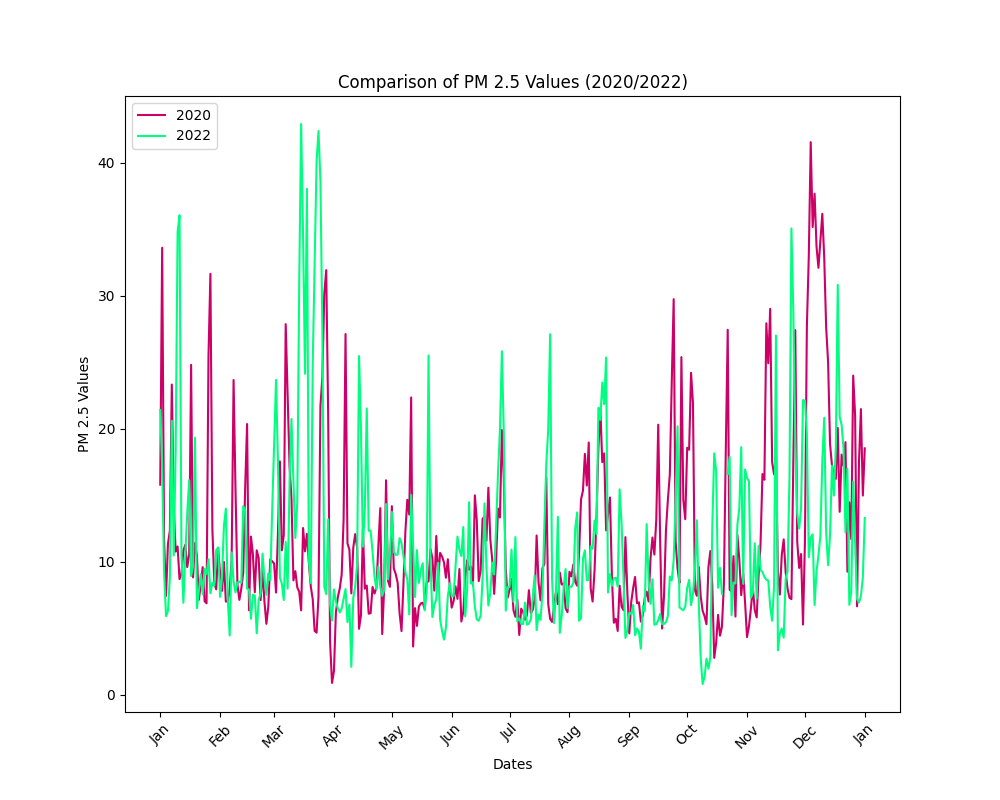 Comparison of PM 2.5 Values (2020/2022)
2020
2022
PM 2.5 Values
40
30
20
10
0
Jan
Feb
Mar
Apr
May
Jun
Jul
Aug
Sep
Oct
Nov
Dec
Jan
Dates